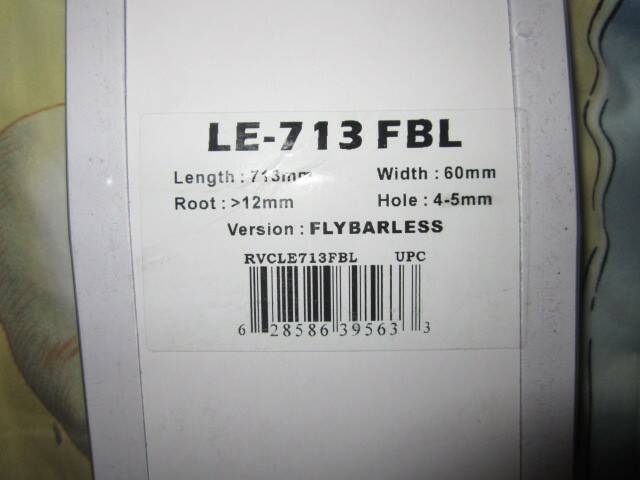 LE-713 FBL
Length : 713mm Width : 60mm
Root : >12mm Hole : 4-5mm
Version : FLYBARLESS
RVCLE713FBL UPC
6 28586 39563 3